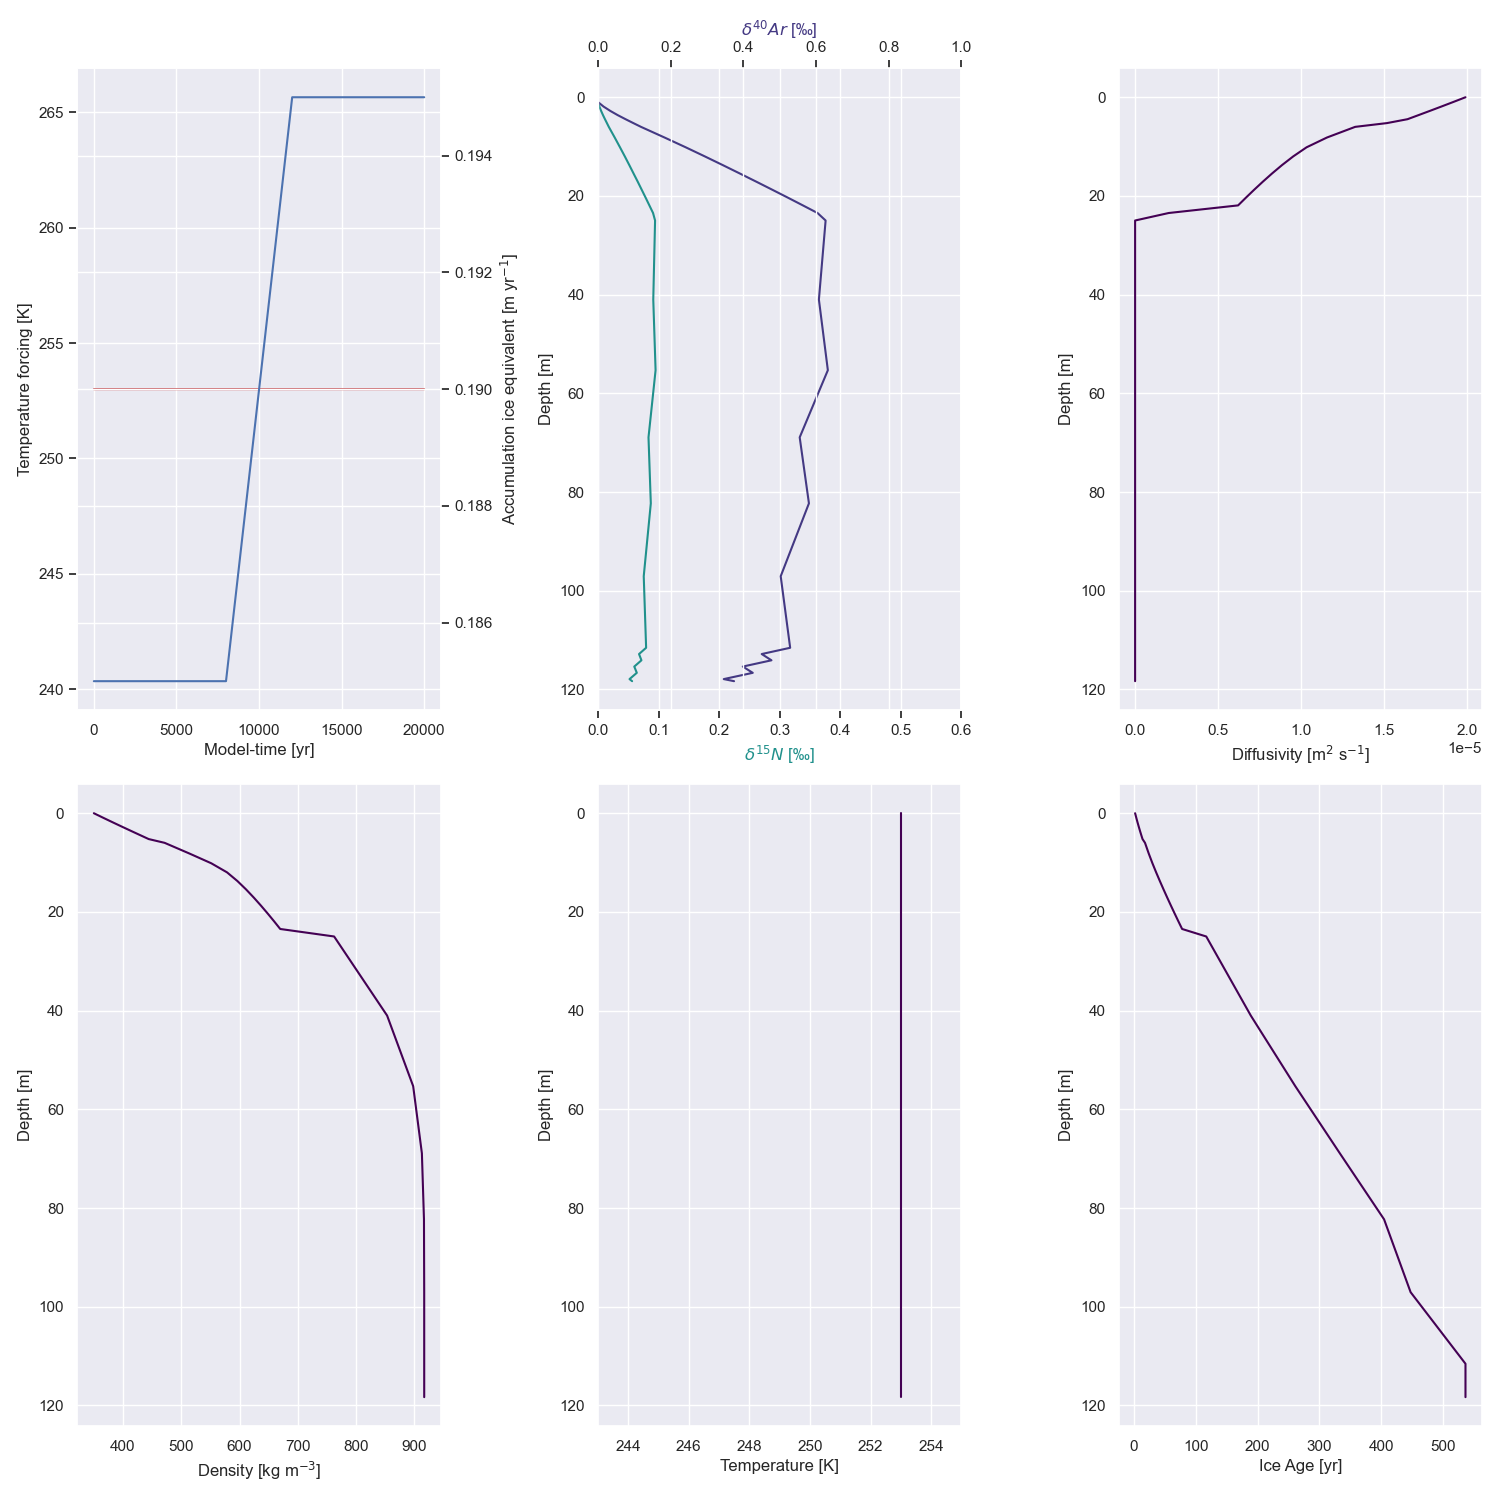 δ⁴⁰Ar [‰]
0.0 0.2 0.4 0.6 0.8 1.0
265
260
255
250
245
240
Temperature forcing [K]
0 5000 10000 15000 20000
Model-time [yr]
0.194
0.192
0.190
0.188
0.186
Accumulation ice equivalent [m yr⁻¹]
0
20
40
60
80
100
120
Depth [m]
0.0 0.1 0.2 0.3 0.4 0.5 0.6
δ¹⁵N [‰]
0
20
40
60
80
100
120
Depth [m]
0.0 0.5 1.0 1.5 2.0
1e−5
Diffusivity [m² s⁻¹]
0
20
40
60
80
100
120
Depth [m]
400 500 600 700 800 900
Density [kg m⁻³]
0
20
40
60
80
100
120
Depth [m]
244 246 248 250 252 254
Temperature [K]
0
20
40
60
80
100
120
Depth [m]
0 100 200 300 400 500
Ice Age [yr]